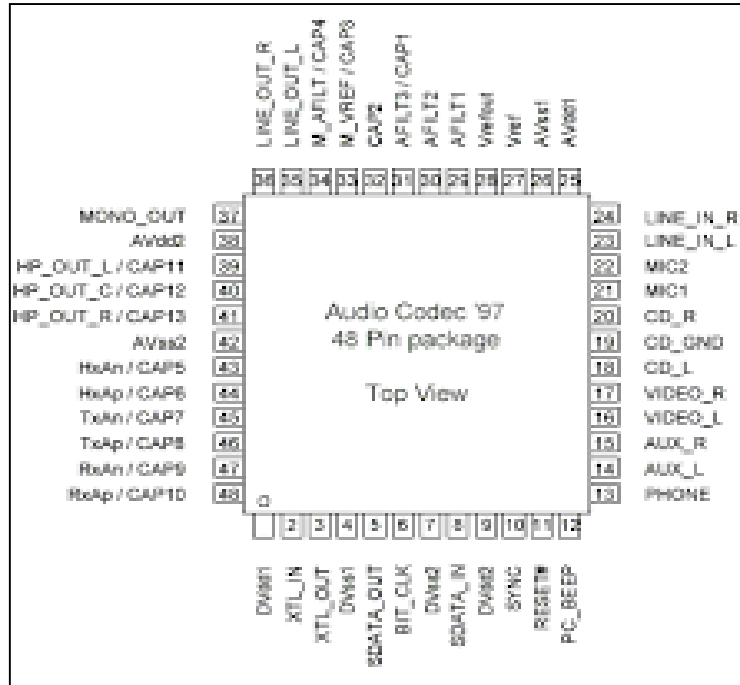 LINE_OUT_R
LINE_OUT_L
M_AFILT / CAP4
M_VREF / CAP3
CAP2
AFILT3 / CAP1
AFILT2
AFILT1
Vrefout
Vref
AVss1
36 35 34 33 32 31 30 29 28 27 26 25
MONO_OUT 37
AVdd2 38
HP_OUT_L / CAP11 39
HP_OUT_C / CAP12 40
HP_OUT_R / CAP13 41
AVss2 42
HxAn / CAP5 43
HxAp / CAP6 44
TxAn / CAP7 45
TxAp / CAP8 46
RxAn / CAP9 47
RxAp / CAP10 48
Audio Codec '97
48 Pin package
Top View
24 LINE_IN_R
23 LINE_IN_L
22 MIC2
21 MIC1
20 CD_R
19 CD_GND
18 CD_L
17 VIDEO_R
16 VIDEO_L
15 AUX_R
14 AUX_L
13 PHONE
2 3 4 5 6 7 8 9 10 11 12
XTL_IN
XTL_OUT
DVss1
SDATA_OUT
BIT_CLK
DVss2
SDATA_IN
SYNC
RESET#
PC_BEEP